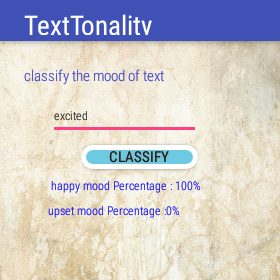 TextTonality
classify the mood of text
excited
CLASSIFY
happy mood Percentage : 100%
upset mood Percentage :0%